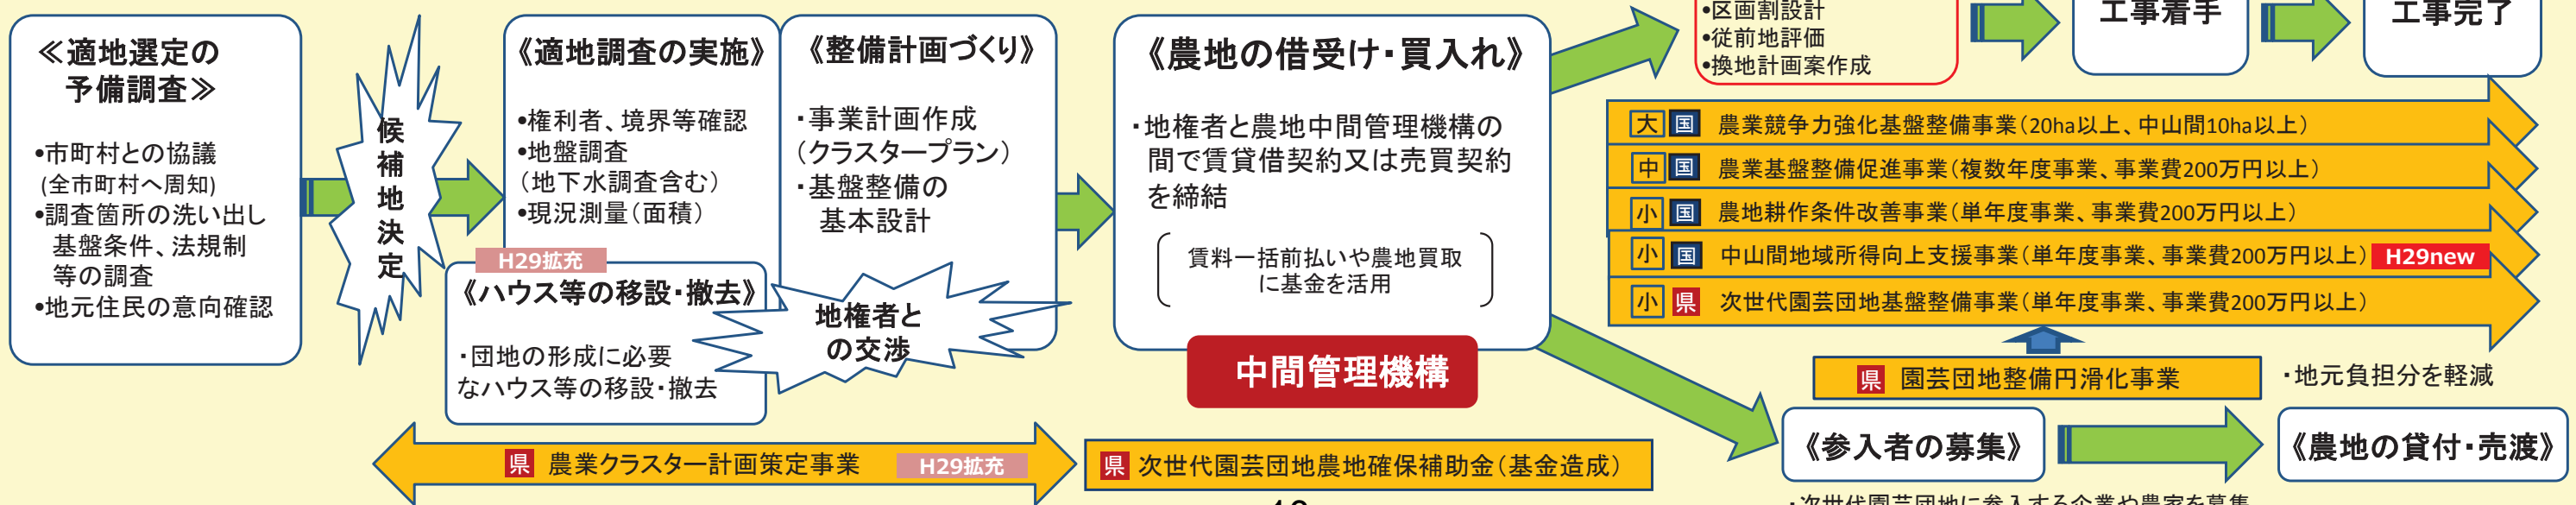 ≪適地選定の
予備調査≫
•市町村との協議
(全市町村へ周知)
•調査箇所の洗い出し
基盤条件、法規制
等の調査
•地元住民の意向確認
候補地決定
《適地調査の実施》
•権利者、境界等確認
•地盤調査
(地下水調査含む)
•現況測量(面積)
H29拡充
《ハウス等の移設・撤去》
・団地の形成に必要
なハウス等の移設・撤去
《整備計画づくり》
・事業計画作成
(クラスタープラン)
・基盤整備の
基本設計
地権者と
の交渉
県 農業クラスター計画策定事業 H29拡充
《農地の借受け・買入れ》
・地権者と農地中間管理機構の
間で賃貸借契約又は売買契約
を締結
賃料一括前払いや農地買取
に基金を活用
中間管理機構
県 次世代園芸団地農地確保補助金(基金造成)
•区画割設計
•従前地評価
•換地計画案作成
工事着手
工事完了
大 国 農業競争力強化基盤整備事業(20ha以上、中山間10ha以上)
中 国 農業基盤整備促進事業(複数年度事業、事業費200万円以上)
小 国 農地耕作条件改善事業(単年度事業、事業費200万円以上)
小 国 中山間地域所得向上支援事業(単年度事業、事業費200万円以上) H29new
小 県 次世代園芸団地基盤整備事業(単年度事業、事業費200万円以上)
県 園芸団地整備円滑化事業
・地元負担分を軽減
《参入者の募集》
《農地の貸付・売渡》
・次世代園芸団地に参入する企業や農家を募集